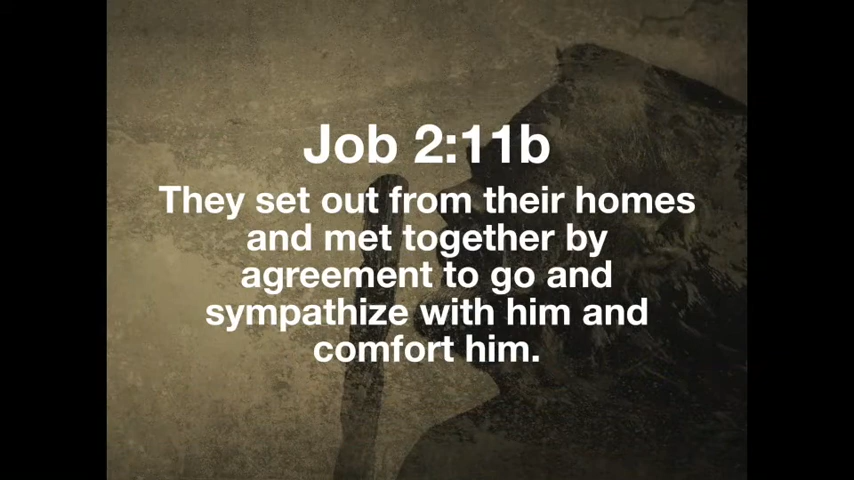 Job 2:11b
They set out from their homes
and met together by
agreement to go and
sympathize with him and
comfort him.